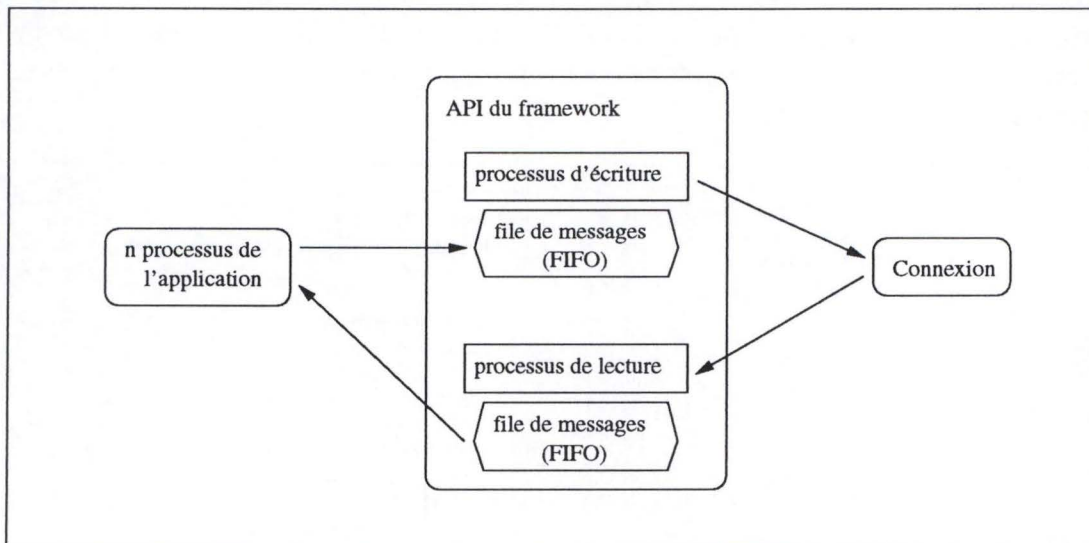 API du framework
processus d'écriture
file de messages
(FIFO)
n processus de
l'application
Connexion
processus de lecture
file de messages
(FIFO)